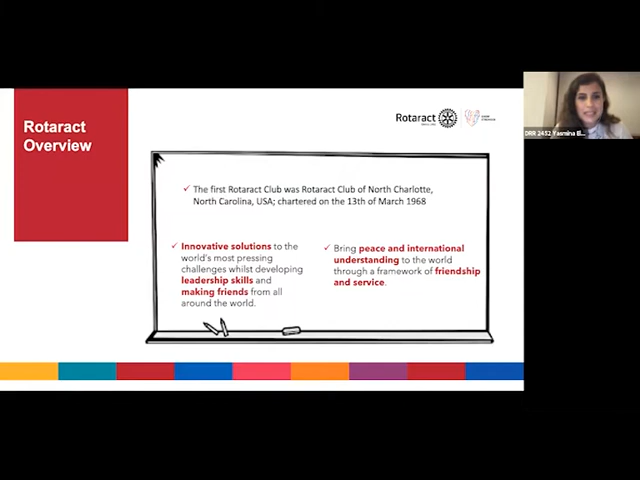 Rotaract
Overview
Rotaract
DRR 2452 Yasmina El...
✓ The first Rotaract Club was Rotaract Club of North Charlotte,
North Carolina, USA; chartered on the 13th of March 1968
✓ Innovative solutions to the
world's most pressing
challenges whilst developing
leadership skills and
making friends from all
around the world.
✓ Bring peace and international
understanding to the world
through a framework of friendship
and service.